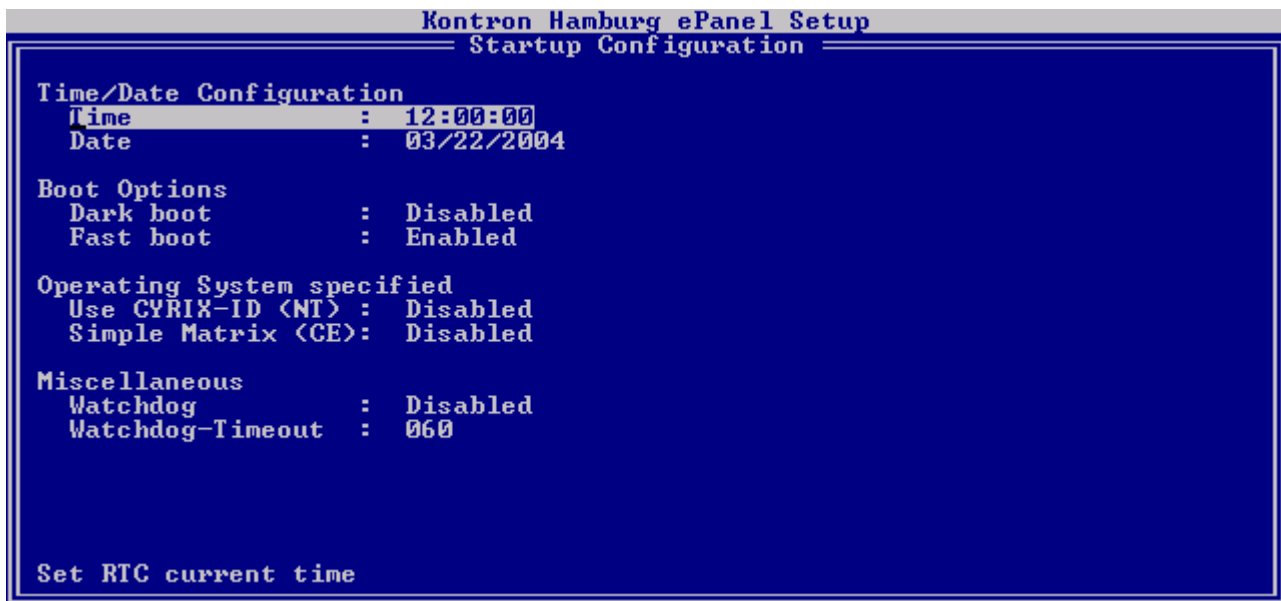 Kontron Hamburg ePanel Setup
Startup Configuration
Time/Date Configuration
Time : 12:00:00
Date : 03/22/2004
Boot Options
Dark boot : Disabled
Fast boot : Enabled
Operating System specified
Use CYRIX-ID (NT) : Disabled
Simple Matrix (CE): Disabled
Miscellaneous
Watchdog : Disabled
Watchdog-Timeout : 060
Set RTC current time